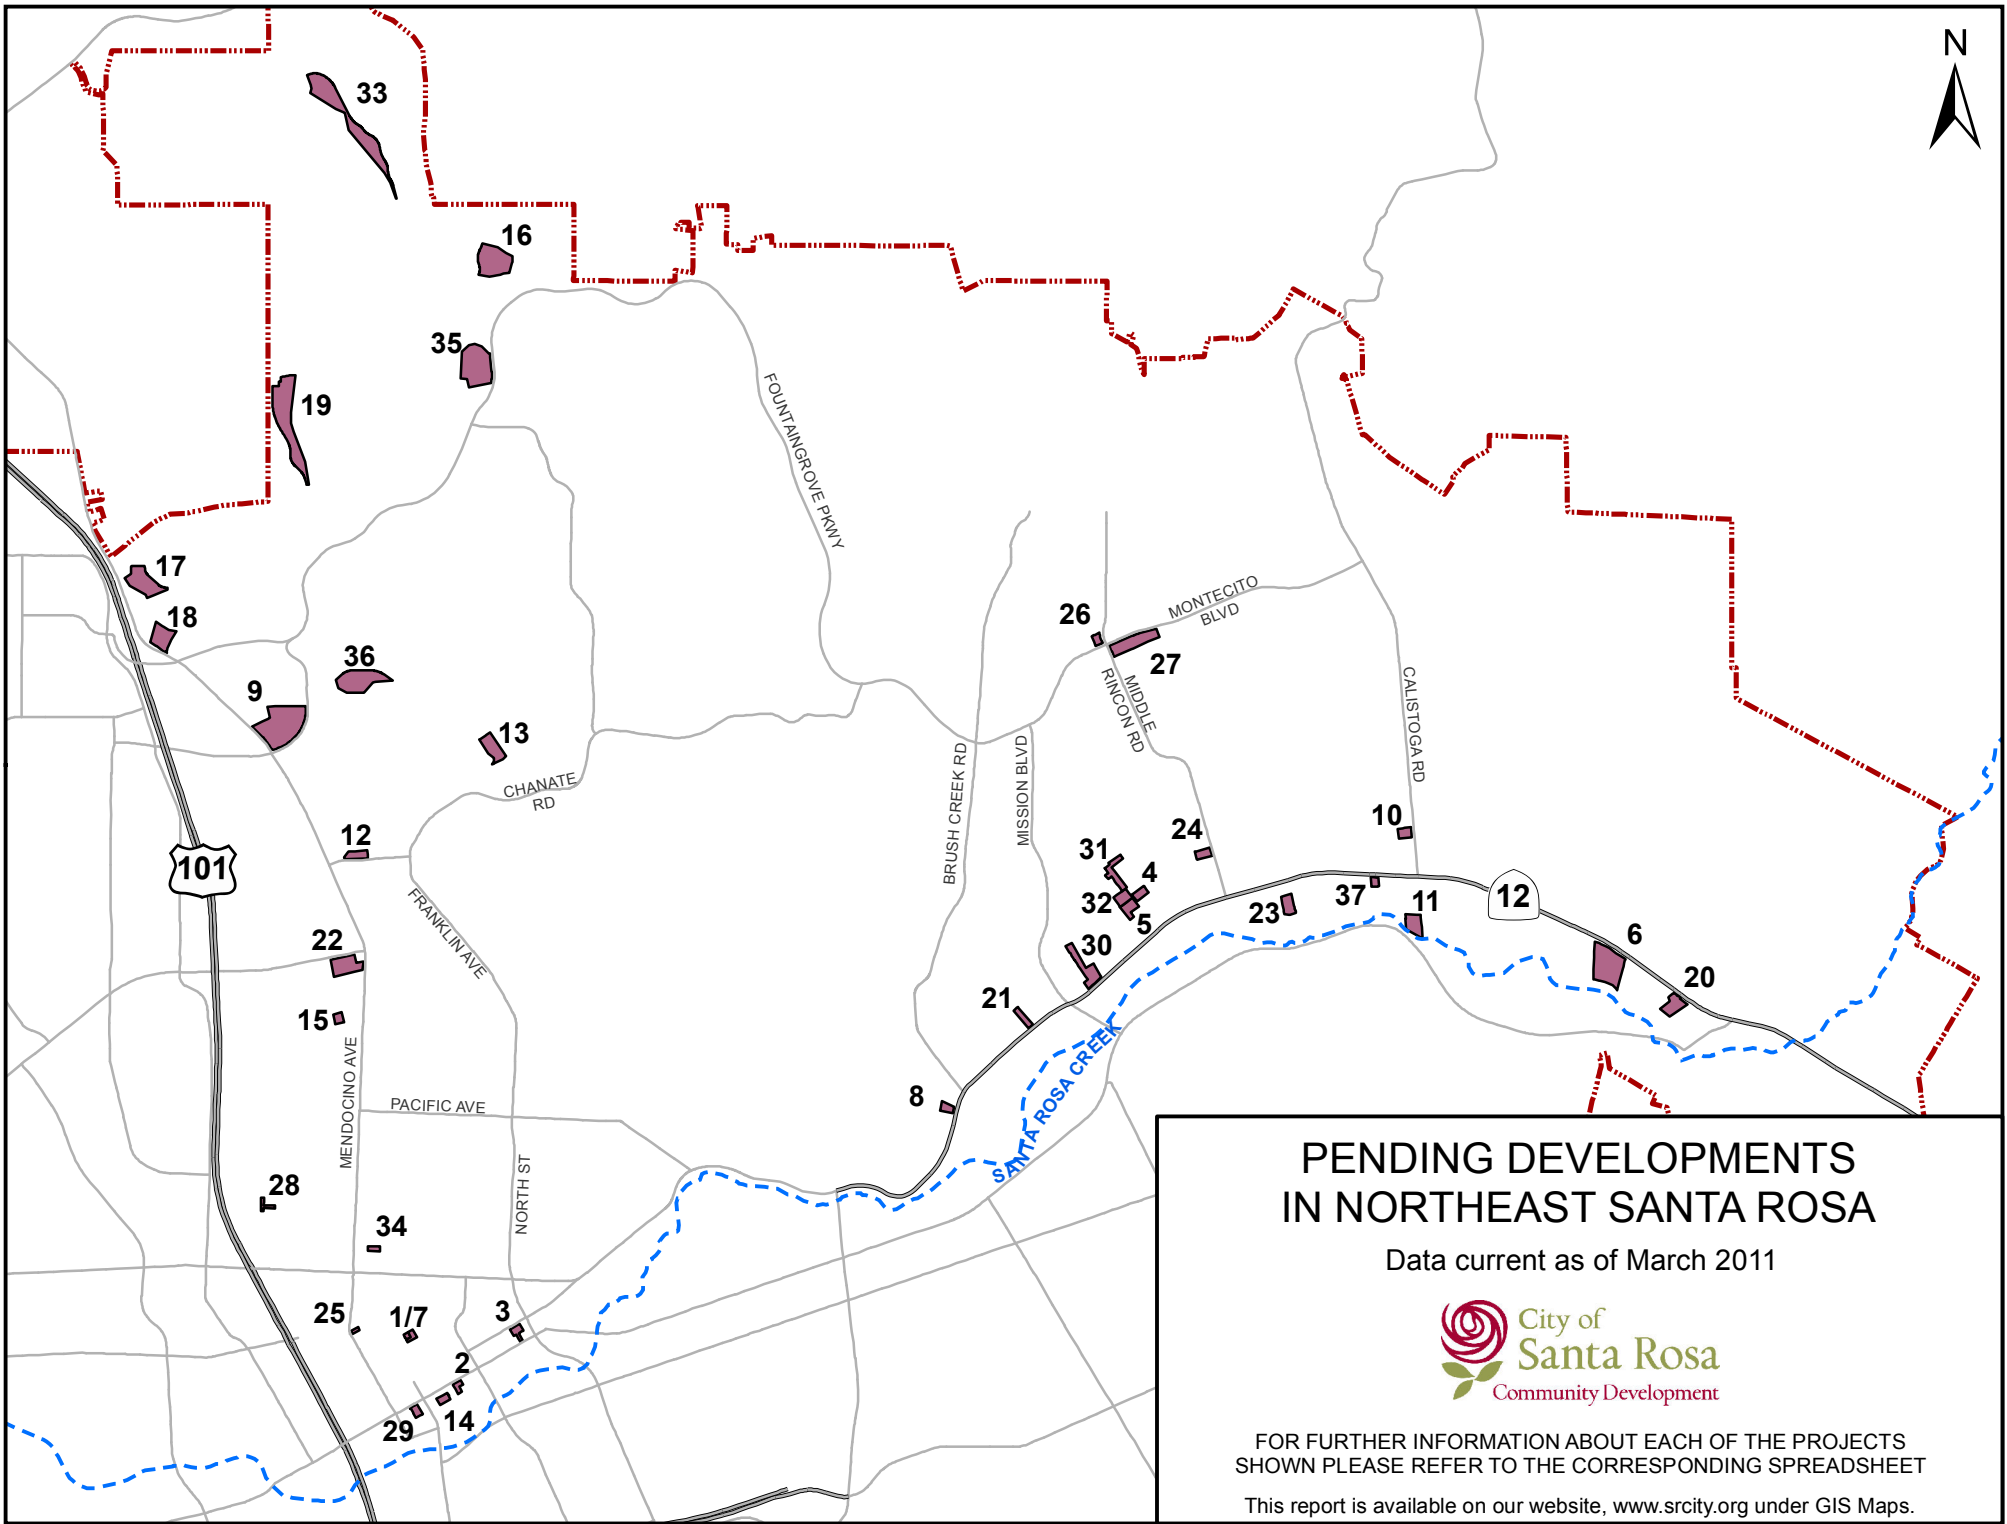 N
33
16
35
19
FOUNTAINGROVE PKWY
17
18
26
MONTECITO
BLVD
27
36
9
MIDDLE
RINCON RD
CALISTOGA RD
13
CHANATE
RD
BRUSH CREEK RD
MISSION BLVD
12
101
10
24
31
4
32
5
FRANKLIN AVE
37
12
23
11
22
30
6
21
20
15
MENDOCINO AVE
SANTA ROSA CREEK
8
PACIFIC AVE
28
NORTH ST
34
25
1/7
3
2
14
29
PENDING DEVELOPMENTS
IN NORTHEAST SANTA ROSA
Data current as of March 2011
City of
Santa Rosa
Community Development
FOR FURTHER INFORMATION ABOUT EACH OF THE PROJECTS
SHOWN PLEASE REFER TO THE CORRESPONDING SPREADSHEET
This report is available on our website, www.srcity.org under GIS Maps.